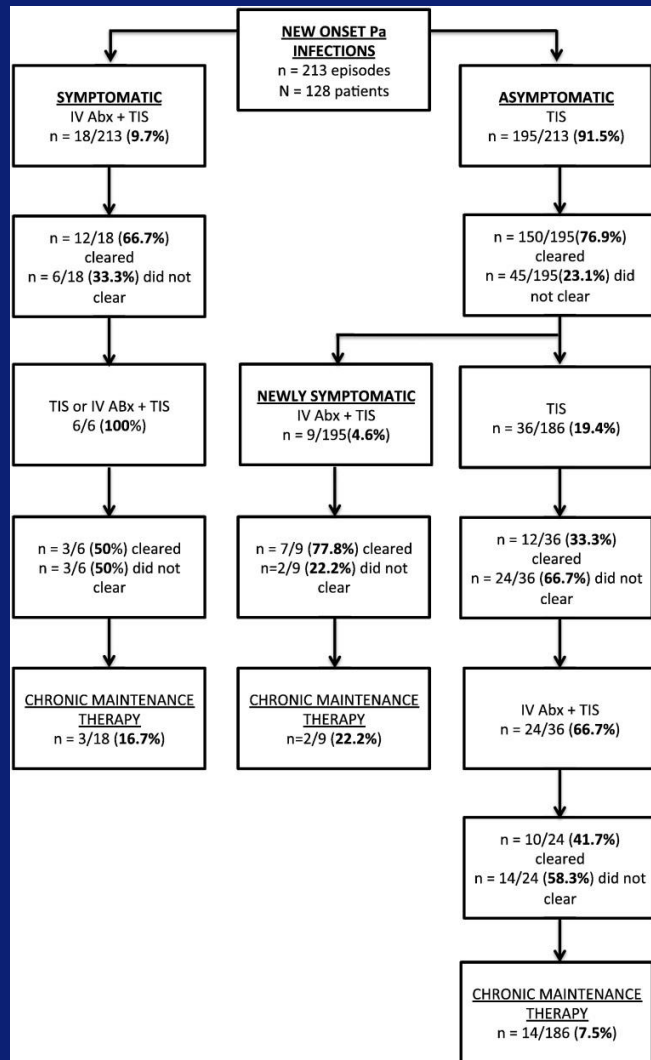 NEW ONSET Pa
INFECTIONS
n = 213 episodes
N = 128 patients
SYMPTOMATIC
IV Abx + TIS
n = 18/213 (9.7%)
ASYMPTOMATIC
TIS
n = 195/213 (91.5%)
n = 12/18 (66.7%)
cleared
n = 6/18 (33.3%) did not
clear
n = 150/195(76.9%)
cleared
n = 45/195(23.1%) did
not clear
TIS or IV ABx + TIS
6/6 (100%)
NEWLY SYMPTOMATIC
IV Abx + TIS
n = 9/195(4.6%)
TIS
n = 36/186 (19.4%)
n = 3/6 (50%) cleared
n = 3/6 (50%) did not
clear
n = 7/9 (77.8%) cleared
n=2/9 (22.2%) did not
clear
n = 12/36 (33.3%)
cleared
n = 24/36 (66.7%) did not
clear
CHRONIC MAINTENANCE
THERAPY
n = 3/18 (16.7%)
CHRONIC MAINTENANCE
THERAPY
n=2/9 (22.2%)
IV Abx + TIS
n = 24/36 (66.7%)
n = 10/24 (41.7%)
cleared
n = 14/24 (58.3%) did not
clear
CHRONIC MAINTENANCE
THERAPY
n = 14/186 (7.5%)